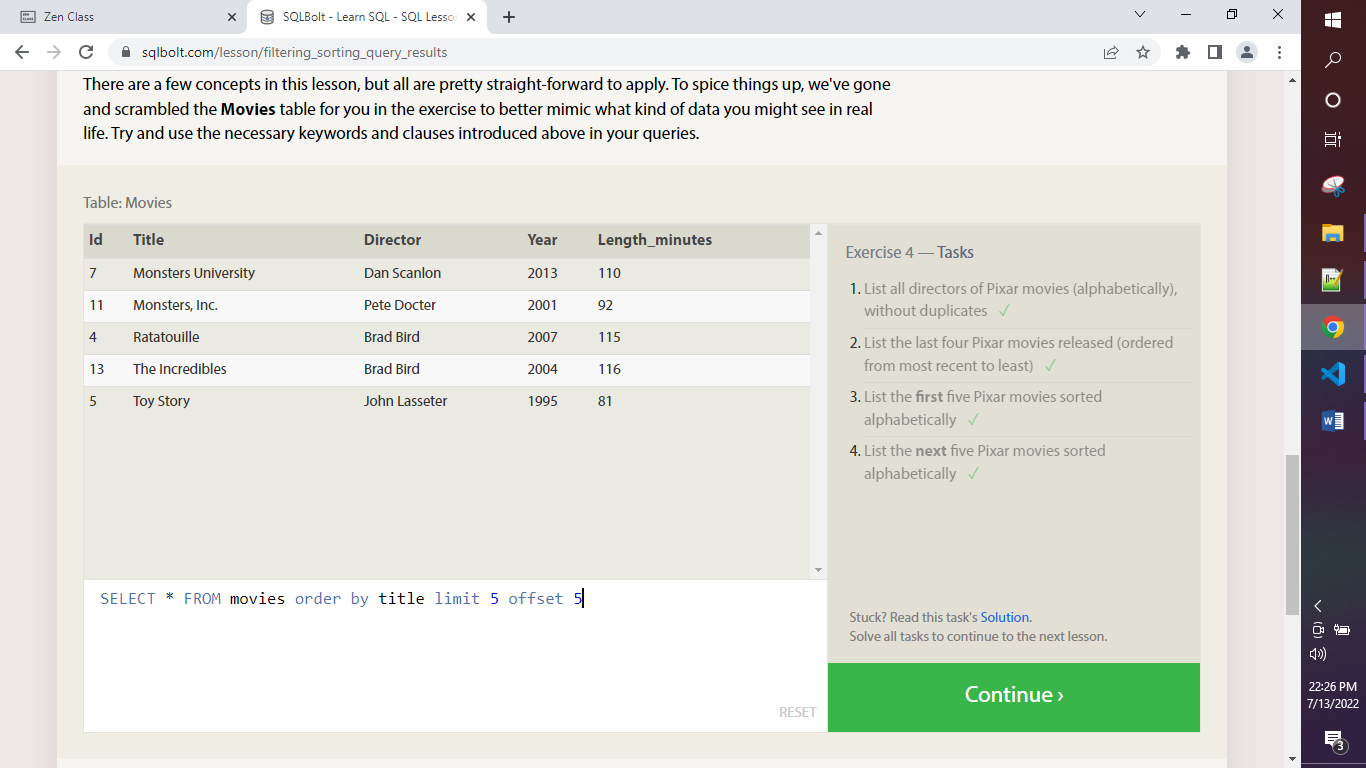 Zen Class
SQLBolt - Learn SQL - SQL Lesson
sqlbolt.com/lesson/filtering_sorting_query_results
There are a few concepts in this lesson, but all are pretty straight-forward to apply. To spice things up, we've gone
and scrambled the Movies table for you in the exercise to better mimic what kind of data you might see in real
life. Try and use the necessary keywords and clauses introduced above in your queries.
Table: Movies
Id Title Director Year Length_minutes
7 Monsters University Dan Scanlon 2013 110
11 Monsters, Inc. Pete Docter 2001 92
4 Ratatouille Brad Bird 2007 115
13 The Incredibles Brad Bird 2004 116
5 Toy Story John Lasseter 1995 81
SELECT * FROM movies order by title limit 5 offset 5
RESET
Exercise 4 — Tasks
1. List all directors of Pixar movies (alphabetically),
without duplicates ✓
2. List the last four Pixar movies released (ordered
from most recent to least) ✓
3. List the first five Pixar movies sorted
alphabetically ✓
4. List the next five Pixar movies sorted
alphabetically ✓
Stuck? Read this task's Solution.
Solve all tasks to continue to the next lesson.
Continue ›
22:26 PM
7/13/2022
3